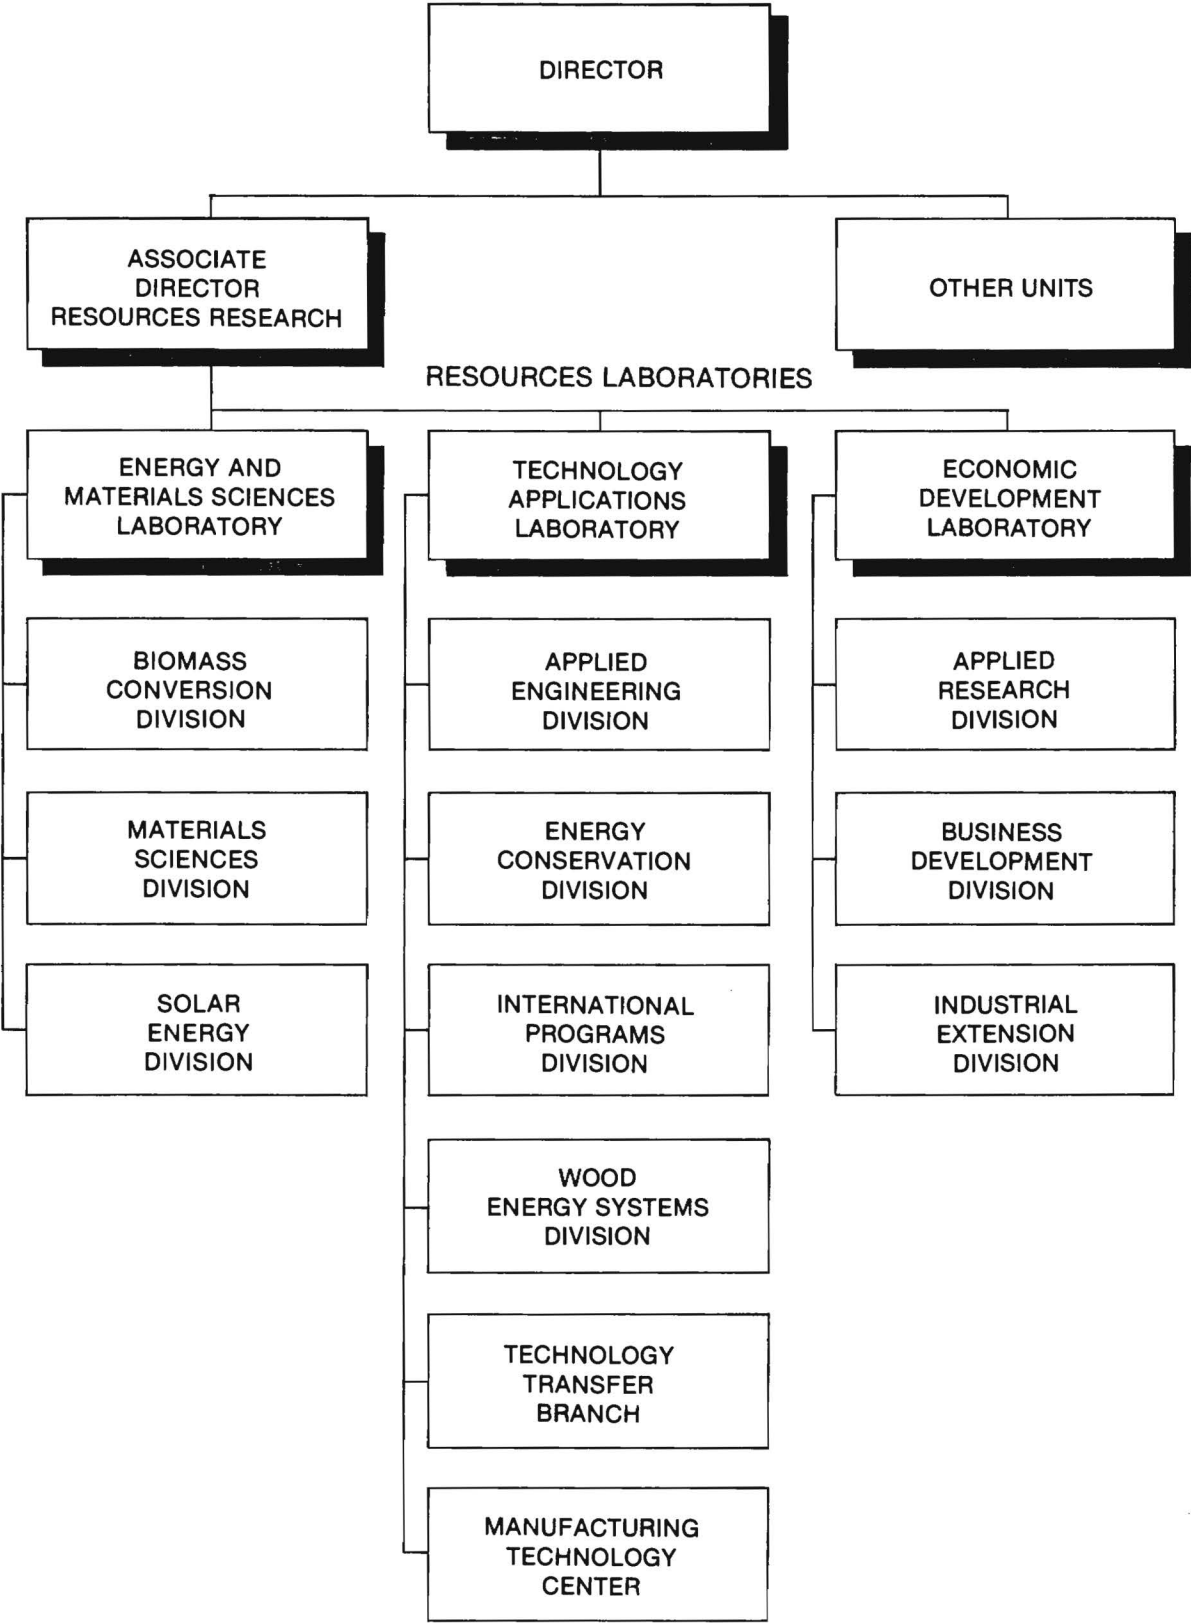 DIRECTOR
ASSOCIATE
DIRECTOR
RESOURCES RESEARCH
OTHER UNITS
RESOURCES LABORATORIES
ENERGY AND
MATERIALS SCIENCES
LABORATORY
TECHNOLOGY
APPLICATIONS
LABORATORY
ECONOMIC
DEVELOPMENT
LABORATORY
BIOMASS
CONVERSION
DIVISION
APPLIED
ENGINEERING
DIVISION
APPLIED
RESEARCH
DIVISION
MATERIALS
SCIENCES
DIVISION
ENERGY
CONSERVATION
DIVISION
BUSINESS
DEVELOPMENT
DIVISION
SOLAR
ENERGY
DIVISION
INTERNATIONAL
PROGRAMS
DIVISION
INDUSTRIAL
EXTENSION
DIVISION
WOOD
ENERGY SYSTEMS
DIVISION
TECHNOLOGY
TRANSFER
BRANCH
MANUFACTURING
TECHNOLOGY
CENTER